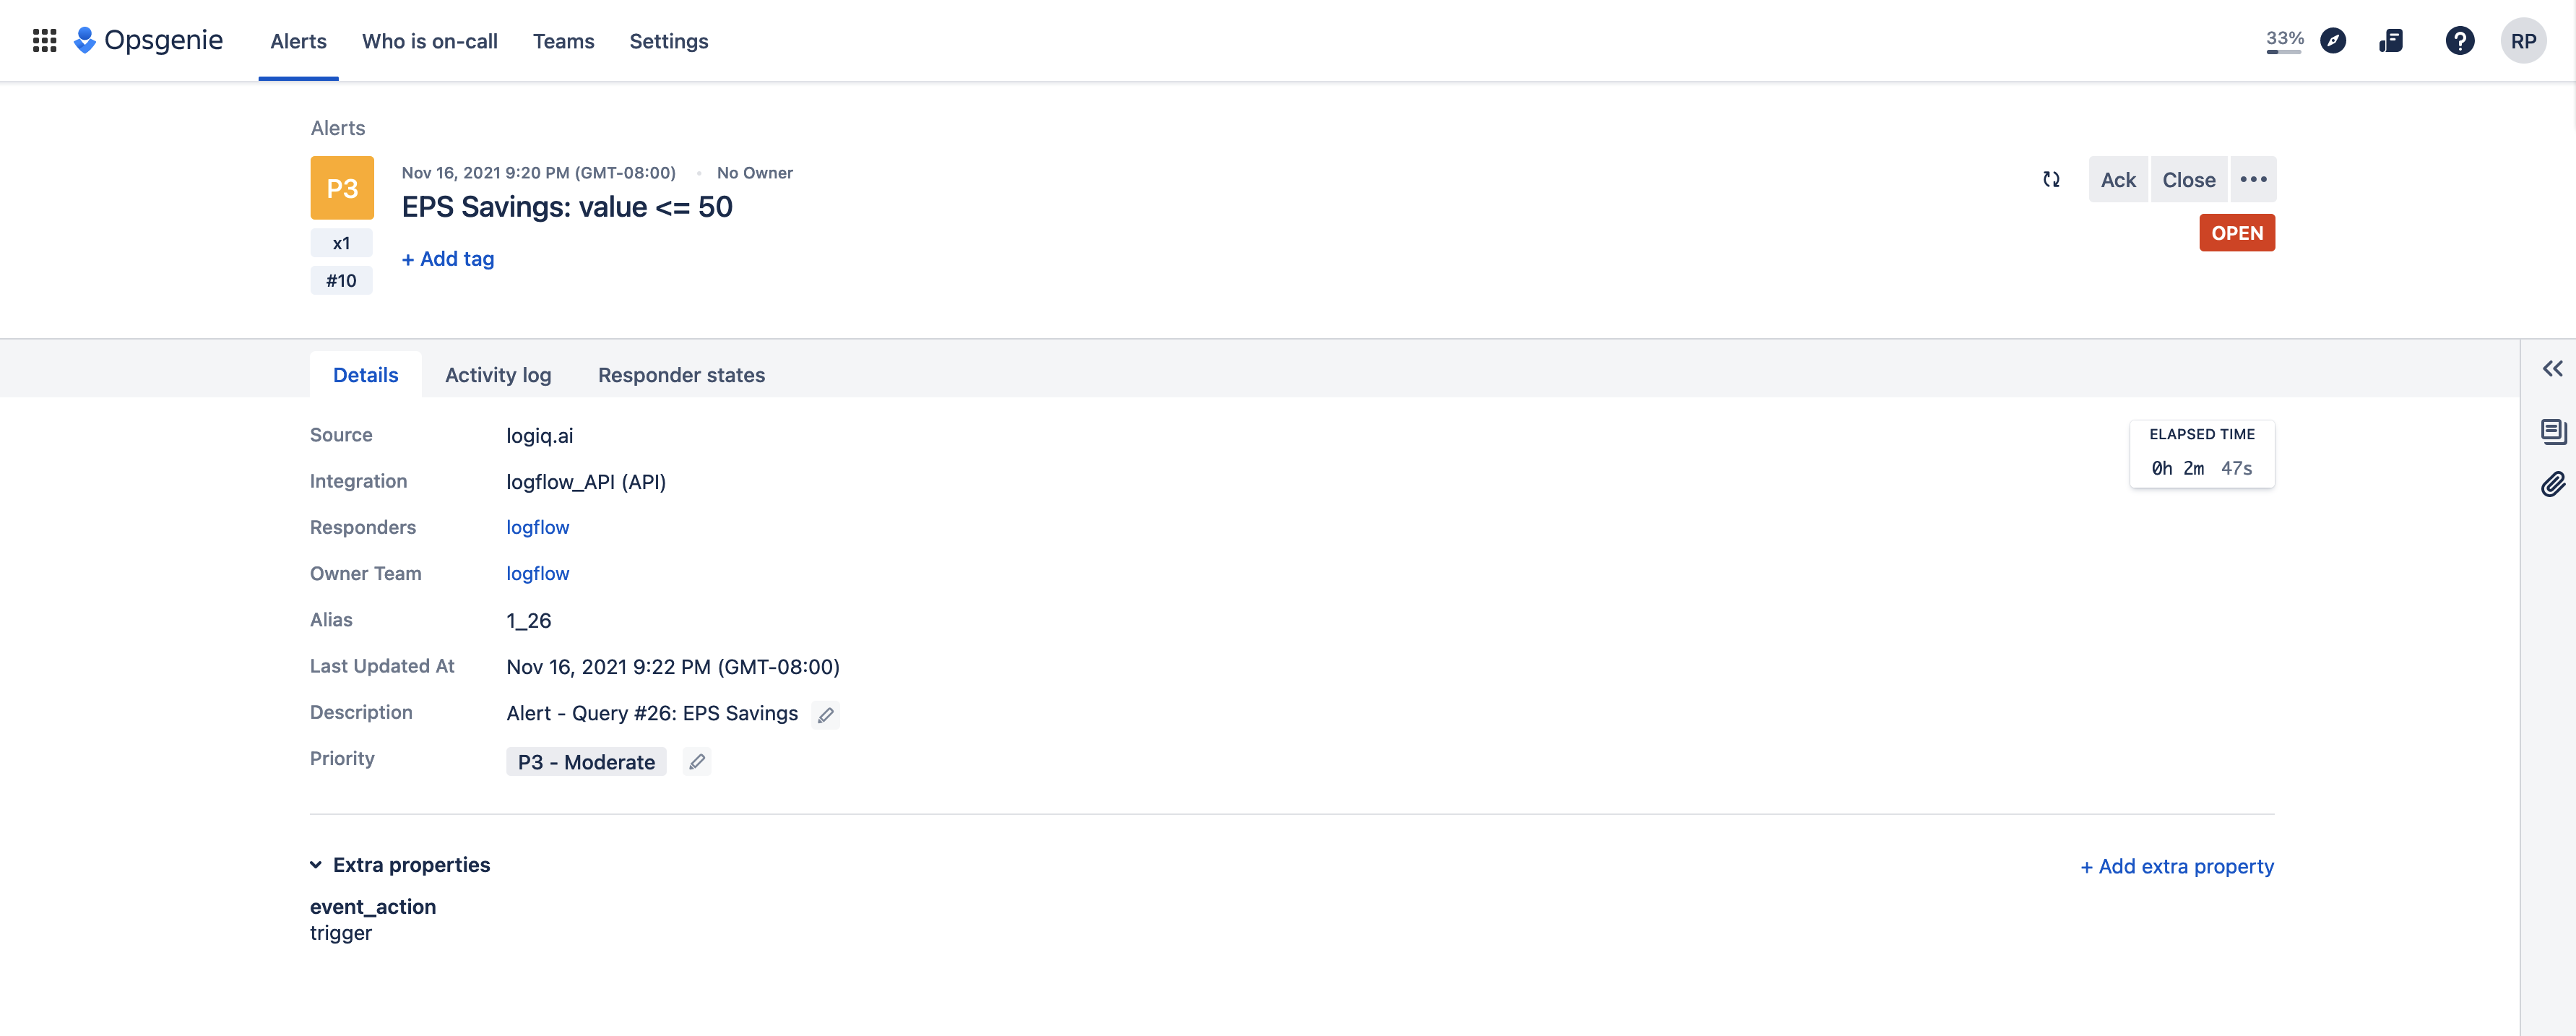 Opsgenie Alerts Who is on-call Teams Settings 33% ? RP
Alerts
P3 Nov 16, 2021 9:20 PM (GMT-08:00) • No Owner
EPS Savings: value <= 50
Ack Close •••
OPEN
x1
+ Add tag
#10
Details Activity log Responder states
Source logiq.ai
Integration logflow_API (API)
Responders logflow
Owner Team logflow
Alias 1_26
Last Updated At Nov 16, 2021 9:22 PM (GMT-08:00)
Description Alert - Query #26: EPS Savings
Priority P3 - Moderate
ELAPSED TIME
0h 2m 47s
Extra properties + Add extra property
event_action
trigger